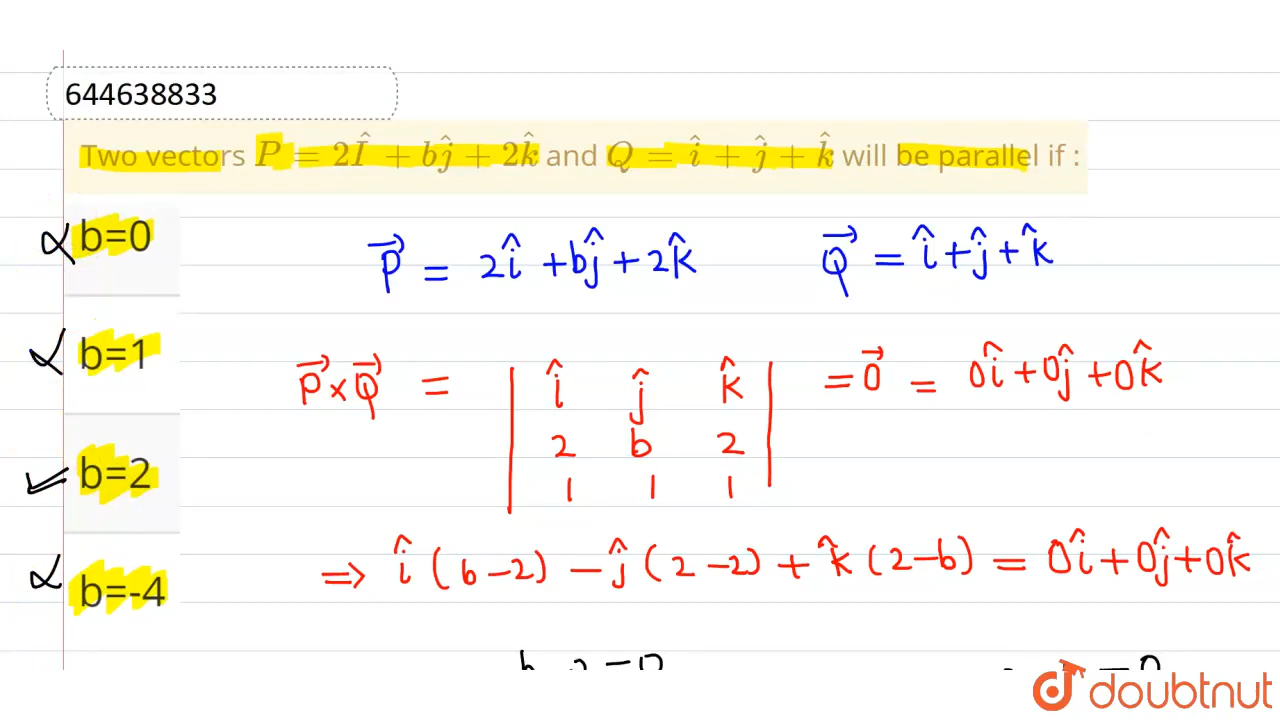 644638833
Two vectors P = 2Î + bĵ + 2k̂ and Q = î + ĵ + k̂ will be parallel if :
b=0
P⃗ = 2î + bĵ + 2k̂    Q⃗ = î + ĵ + k̂
b=1
P⃗ × Q⃗ = | î ĵ k̂ | = 0⃗ = 0î + 0ĵ + 0k̂
2 b 2
1 1 1
b=2
⇒ î (b-2) - ĵ (2-2) + k̂ (2-b) = 0î + 0ĵ + 0k̂
b=-4
doubtnut